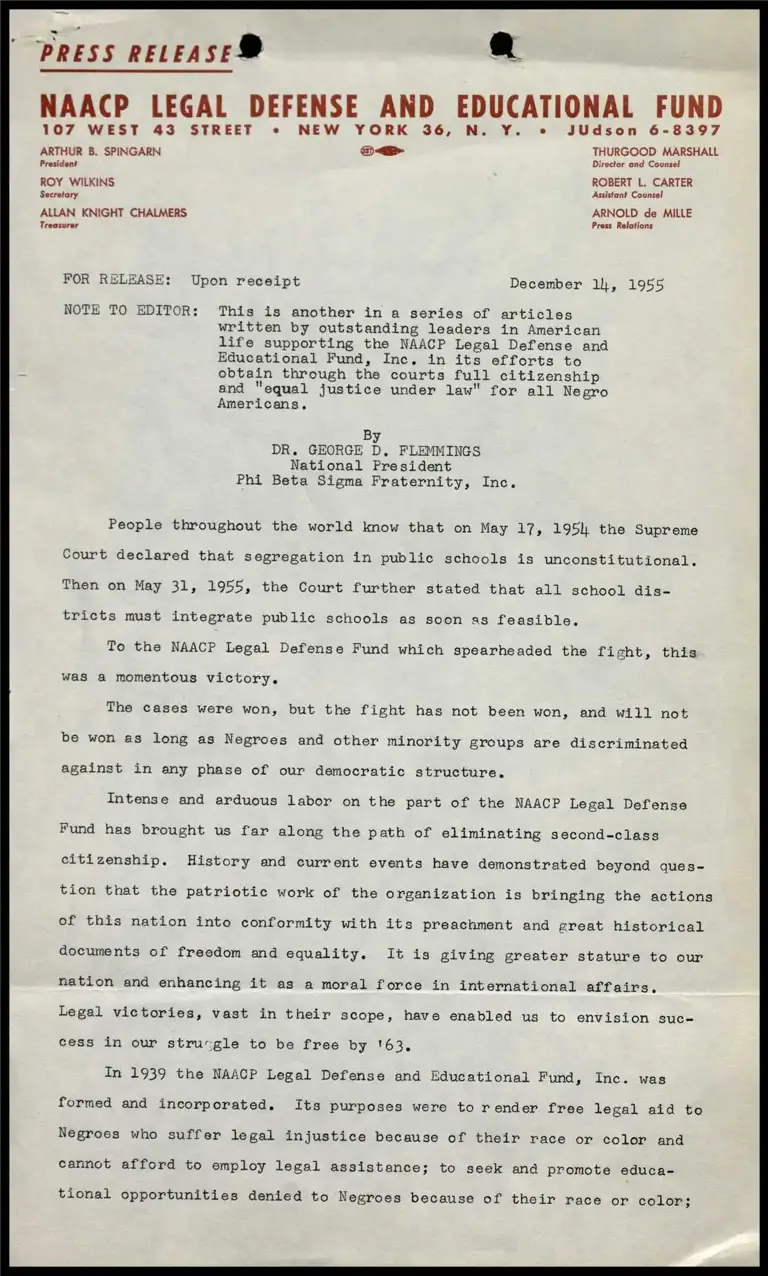 PRESS RELEASE
NAACP LEGAL DEFENSE AND EDUCATIONAL FUND
107 WEST 43 STREET • NEW YORK 36, N. Y. • JUdson 6-8397
ARTHUR B. SPINGARN
President
ROY WILKINS
Secretary
ALLAN KNIGHT CHALMERS
Treasurer
THURGOOD MARSHALL
Director and Counsel
ROBERT L. CARTER
Assistant Counsel
ARNOLD de MILLE
Press Relations
FOR RELEASE: Upon receipt December 14, 1955
NOTE TO EDITOR: This is another in a series of articles
written by outstanding leaders in American
life supporting the NAACP Legal Defense and
Educational Fund, Inc. in its efforts to
obtain through the courts full citizenship
and "equal justice under law" for all Negro
Americans.
By
DR. GEORGE D. FLEMMINGS
National President
Phi Beta Sigma Fraternity, Inc.
People throughout the world know that on May 17, 1954 the Supreme
Court declared that segregation in public schools is unconstitutional.
Then on May 31, 1955, the Court further stated that all school dis-
tricts must integrate public schools as soon as feasible.
To the NAACP Legal Defense Fund which spearheaded the fight, this
was a momentous victory.
The cases were won, but the fight has not been won, and will not
be won as long as Negroes and other minority groups are discriminated
against in any phase of our democratic structure.
Intense and arduous labor on the part of the NAACP Legal Defense
Fund has brought us far along the path of eliminating second-class
citizenship. History and current events have demonstrated beyond ques-
tion that the patriotic work of the organization is bringing the actions
of this nation into conformity with its preachment and great historical
documents of freedom and equality. It is giving greater stature to our
nation and enhancing it as a moral force in international affairs.
Legal victories, vast in their scope, have enabled us to envision suc-
cess in our struggle to be free by '63.
In 1939 the NAACP Legal Defense and Educational Fund, Inc. was
formed and incorporated. Its purposes were to render free legal aid to
Negroes who suffer legal injustice because of their race or color and
cannot afford to employ legal assistance; to seek and promote educa-
tional opportunities denied to Negroes because of their race or color;